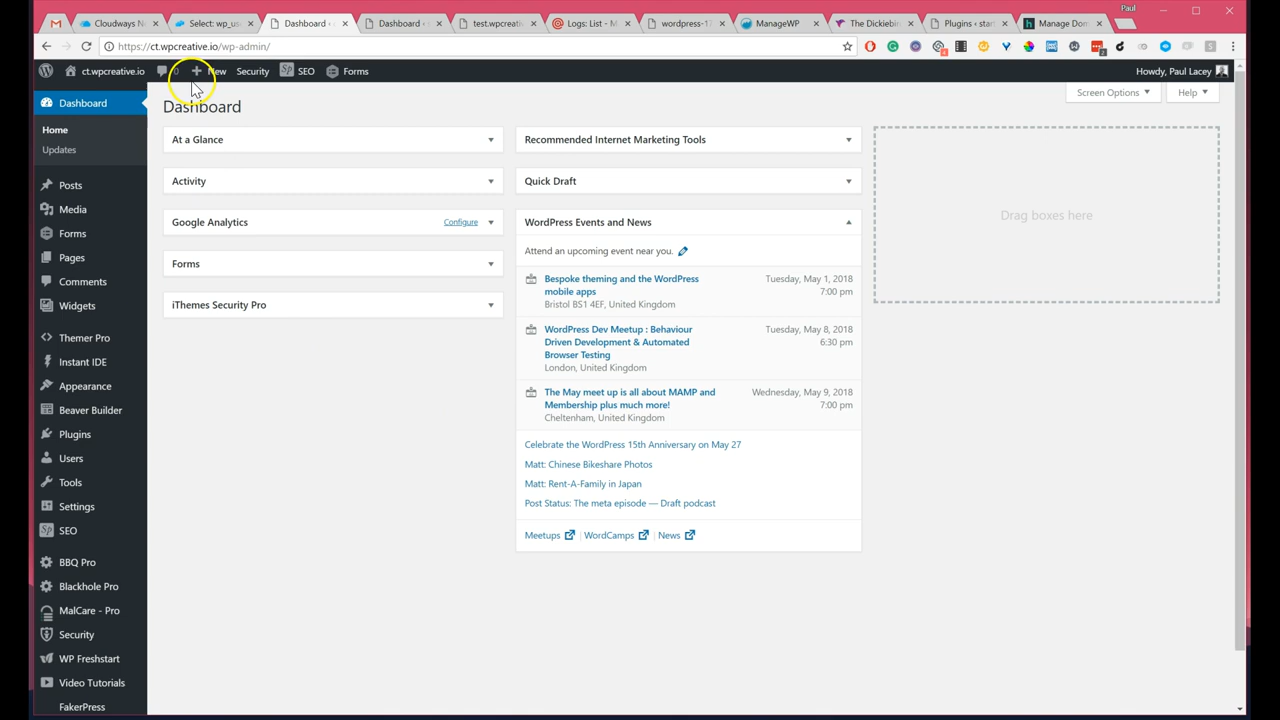 Paul
Cloudways N
Select: wp_us
Dashboard ‹
Dashboard ‹
test.wpcreativ
Logs: List - M
wordpress-17
ManageWP
The Dickiebir
Plugins ‹ start
Manage Dom
https://ct.wpcreative.io/wp-admin/
ct.wpcreative.io
0
New
Security
SEO
Forms
Howdy, Paul Lacey
Dashboard
Home
Updates
Posts
Media
Forms
Pages
Comments
Widgets
Themer Pro
Instant IDE
Appearance
Beaver Builder
Plugins
Users
Tools
Settings
SEO
BBQ Pro
Blackhole Pro
MalCare - Pro
Security
WP Freshstart
Video Tutorials
FakerPress
Screen Options
Help
Dashboard
At a Glance
Activity
Google Analytics
Configure
Forms
iThemes Security Pro
Recommended Internet Marketing Tools
Quick Draft
WordPress Events and News
Attend an upcoming event near you.
Bespoke theming and the WordPress
mobile apps
Bristol BS1 4EF, United Kingdom
Tuesday, May 1, 2018
7:00 pm
WordPress Dev Meetup : Behaviour
Driven Development & Automated
Browser Testing
London, United Kingdom
Tuesday, May 8, 2018
6:30 pm
The May meet up is all about MAMP and
Membership plus much more!
Cheltenham, United Kingdom
Wednesday, May 9, 2018
7:00 pm
Celebrate the WordPress 15th Anniversary on May 27
Matt: Chinese Bikeshare Photos
Matt: Rent-A-Family in Japan
Post Status: The meta episode — Draft podcast
Meetups | WordCamps | News
Drag boxes here